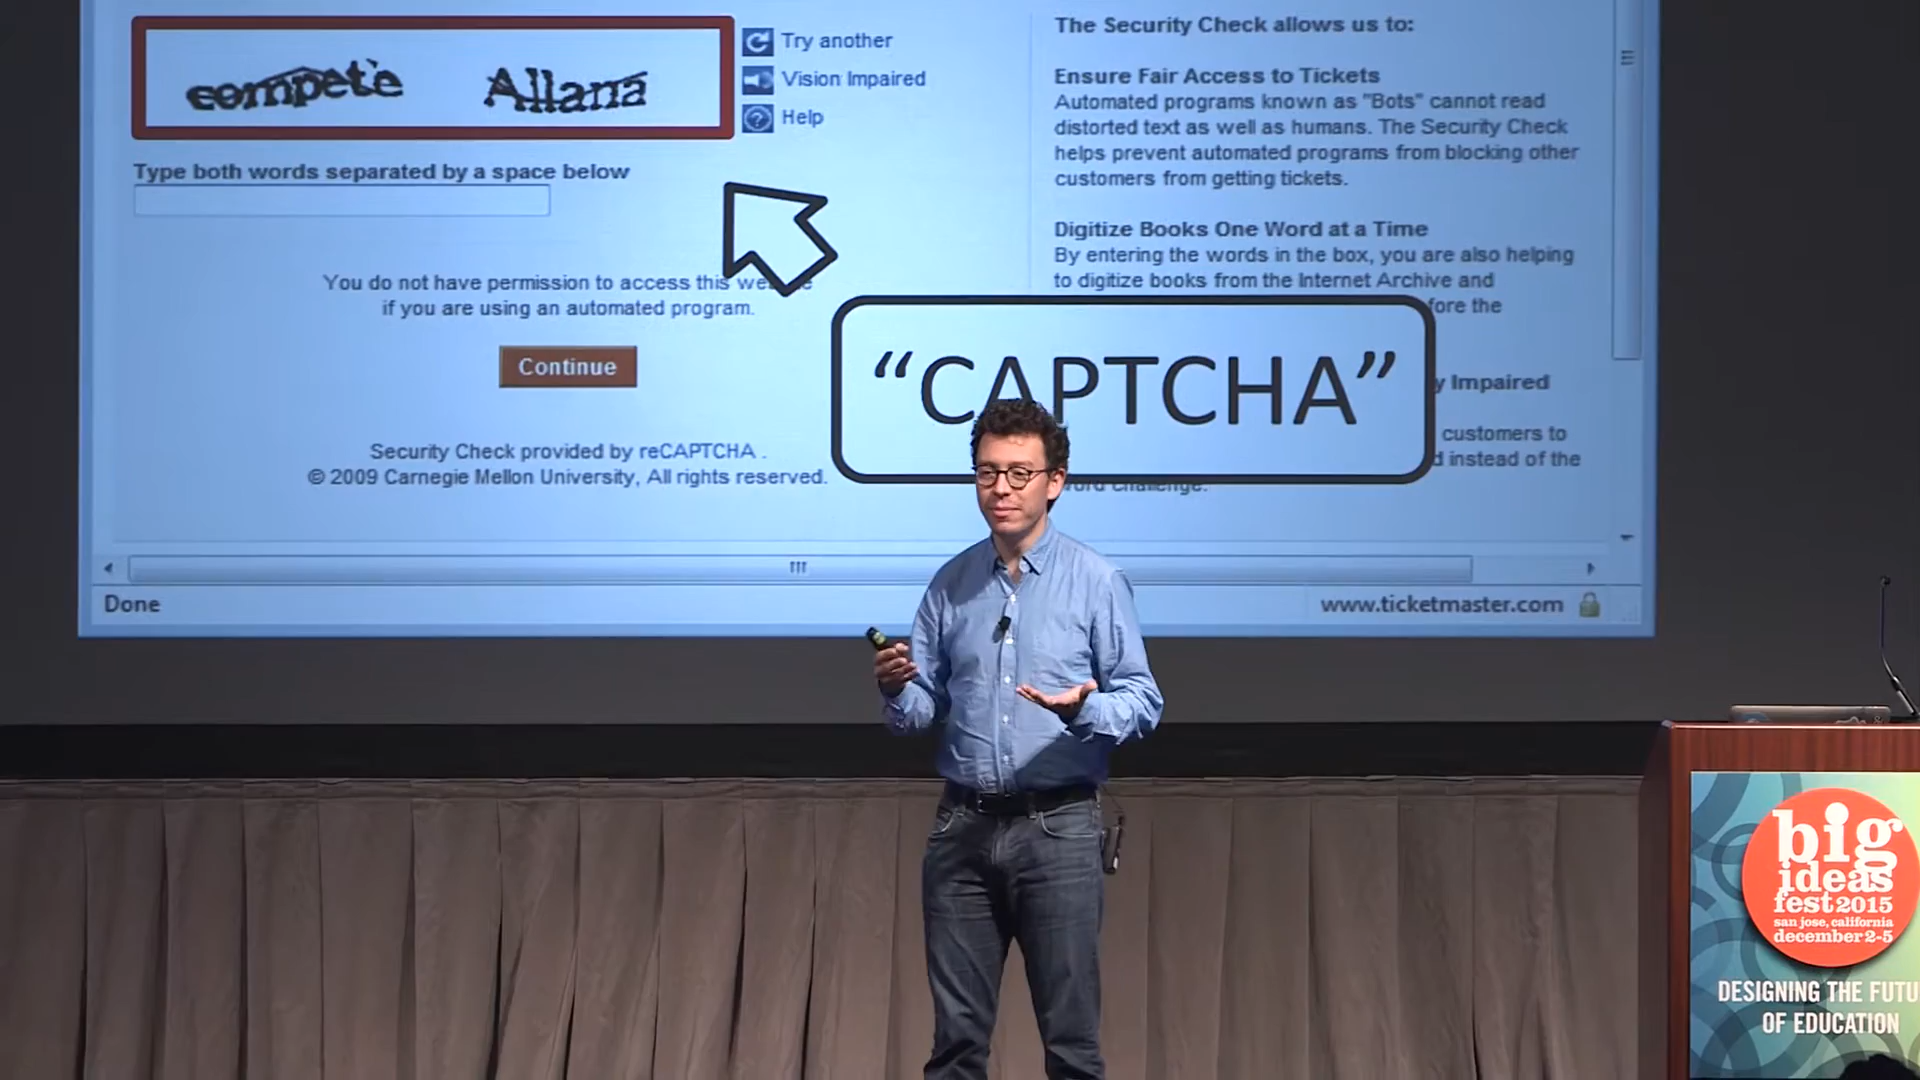 compete Allana
Try another
Vision Impaired
Help
Type both words separated by a space below
You do not have permission to access this
if you are using an automated program.
Continue
Security Check provided by reCAPTCHA .
© 2009 Carnegie Mellon University, All rights reserved.
The Security Check allows us to:
Ensure Fair Access to Tickets
Automated programs known as "Bots" cannot read
distorted text as well as humans. The Security Check
helps prevent automated programs from blocking other
customers from getting tickets.
Digitize Books One Word at a Time
By entering the words in the box, you are also helping
to digitize books from the Internet Archive and
fore the
y Impaired
customers to
d instead of the
word challenge.
“CAPTCHA”
Done
www.ticketmaster.com
big
ideas
fest 2015
san jose, california
december 2-5
DESIGNING THE FUTU
OF EDUCATION